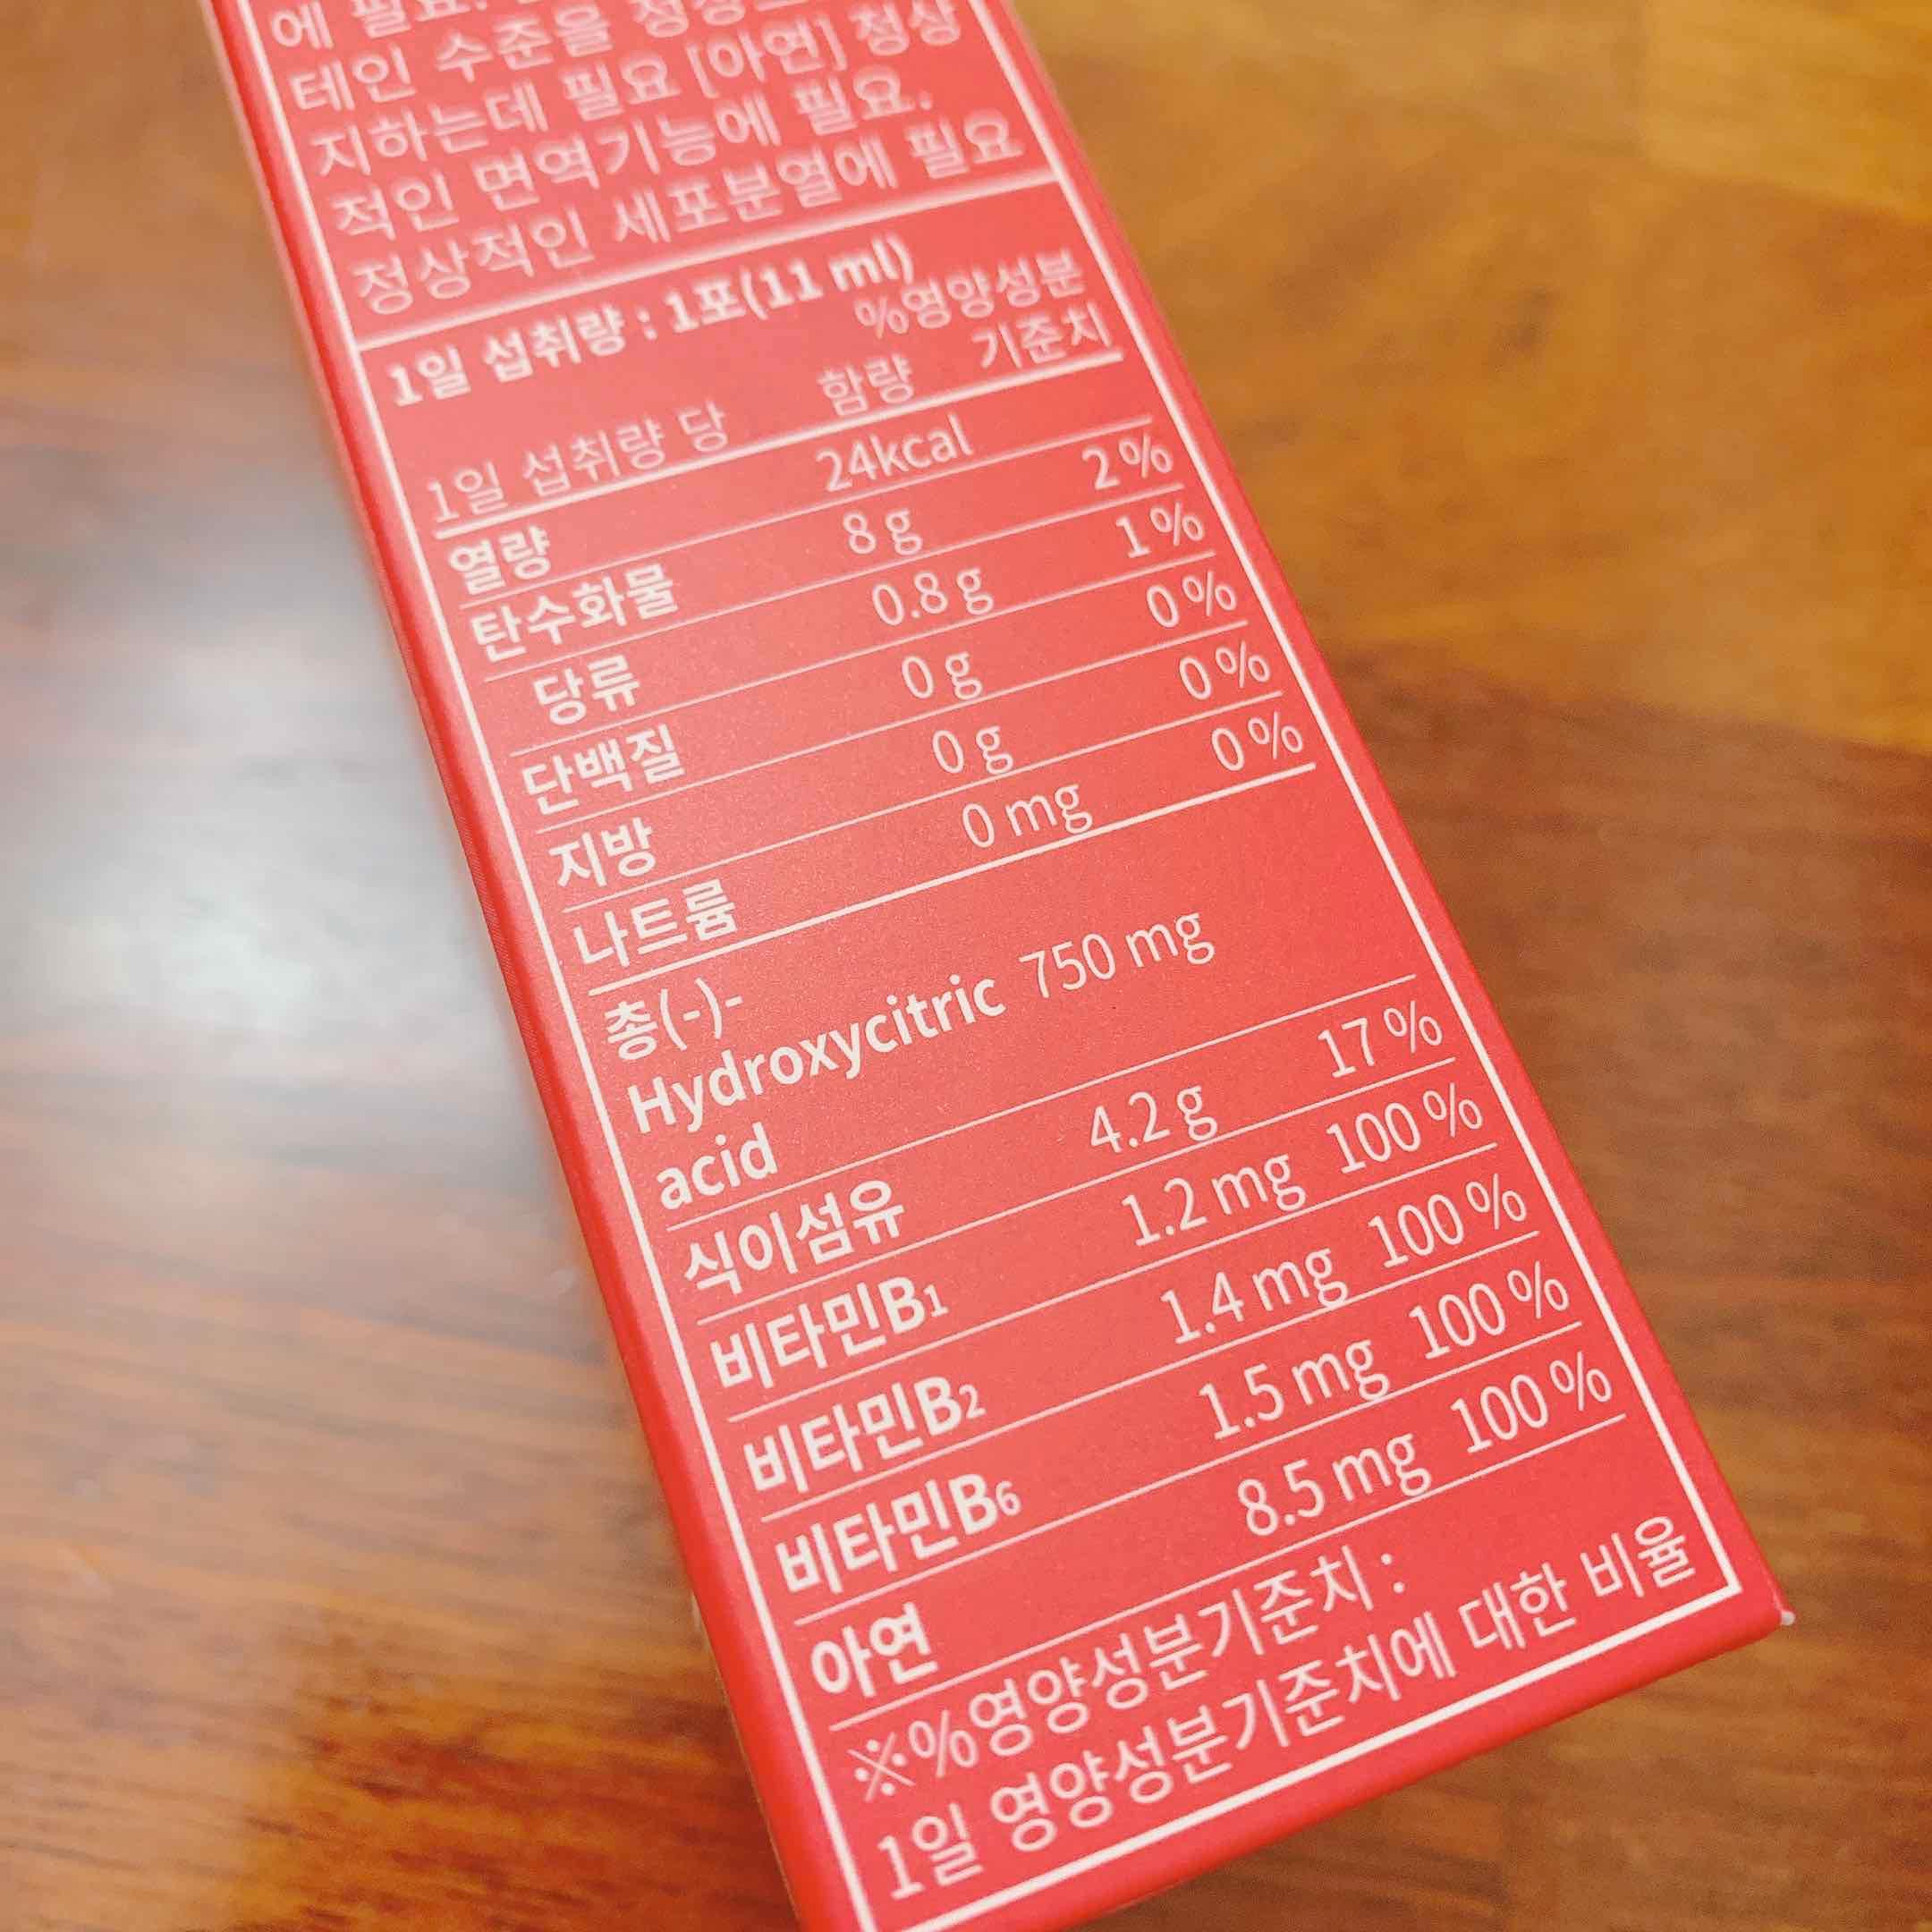 에 필요.
테인 수준을 정상
지하는데 필요 [아연] 정상
적인 면역기능에 필요.
정상적인 세포분열에 필요
1일 섭취량 : 1포(11 ml)
1일 섭취량 당 함량 %영양성분
기준치
열량 24kcal
탄수화물 8 g 2 %
당류 0.8 g 1 %
단백질 0 g 0 %
지방 0 g 0 %
나트륨 0 mg 0 %
총(-)-
Hydroxycitric 750 mg
acid
식이섬유 4.2 g 17 %
비타민B1 1.2 mg 100 %
비타민B2 1.4 mg 100 %
비타민B6 1.5 mg 100 %
아연 8.5 mg 100 %
※%영양성분기준치 :
1일 영양성분기준치에 대한 비율